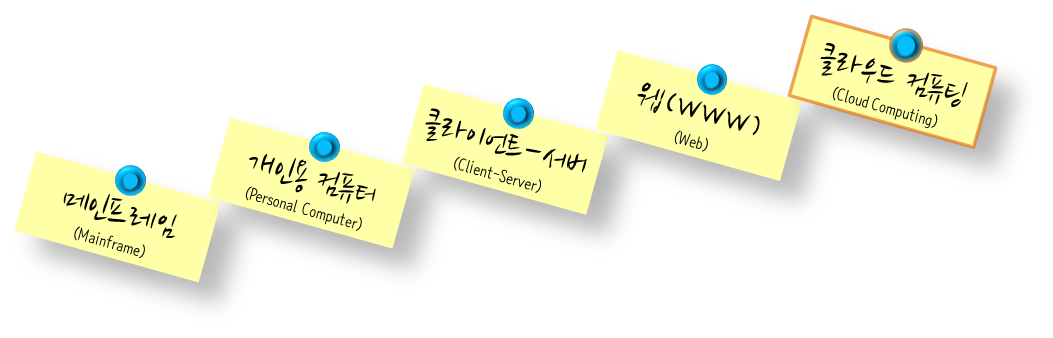 메인프레임
(Mainframe)
개인용 컴퓨터
(Personal Computer)
클라이언트-서버
(Client-Server)
웹(WWW)
(Web)
클라우드 컴퓨팅
(Cloud Computing)